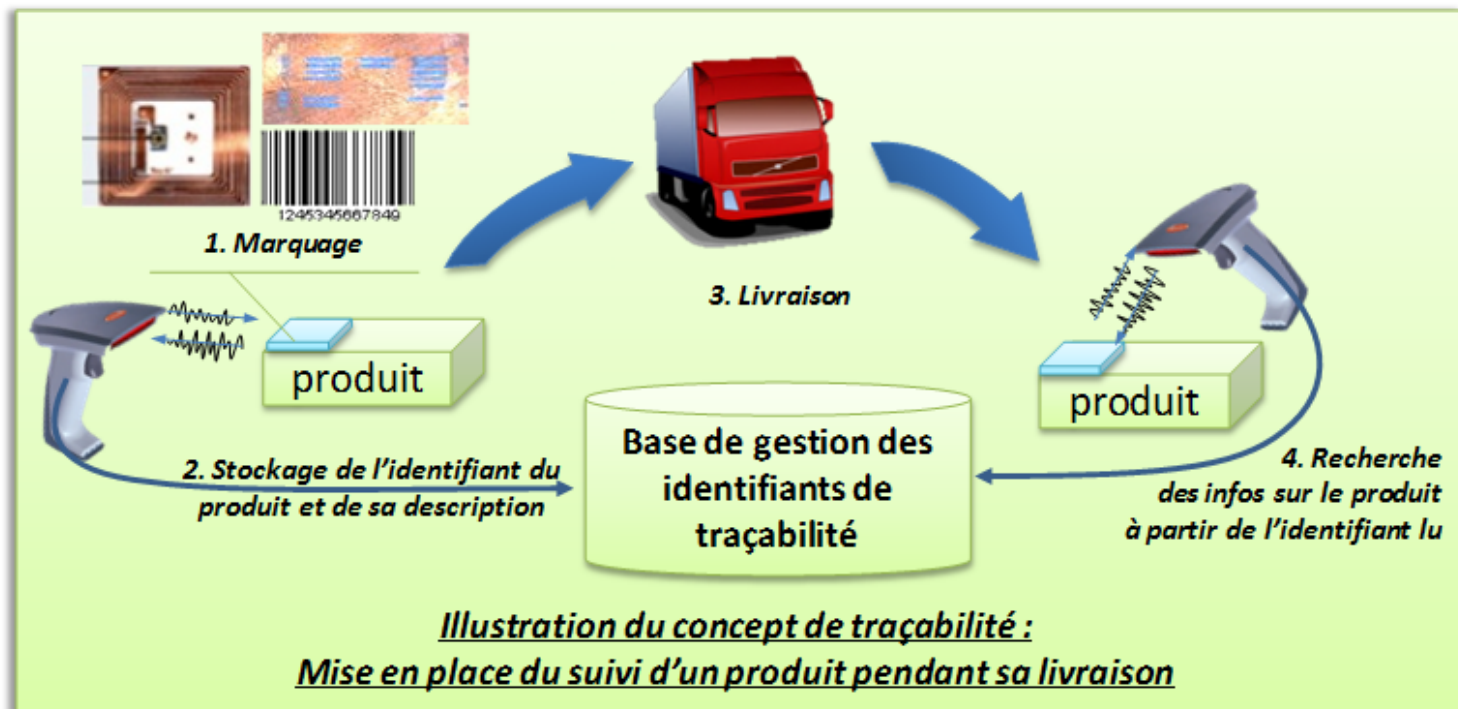 1245345667849
1. Marquage
3. Livraison
produit
produit
2. Stockage de l’identifiant du
produit et de sa description
Base de gestion des
identifiants de
traçabilité
4. Recherche
des infos sur le produit
à partir de l’identifiant lu
Illustration du concept de traçabilité :
Mise en place du suivi d’un produit pendant sa livraison